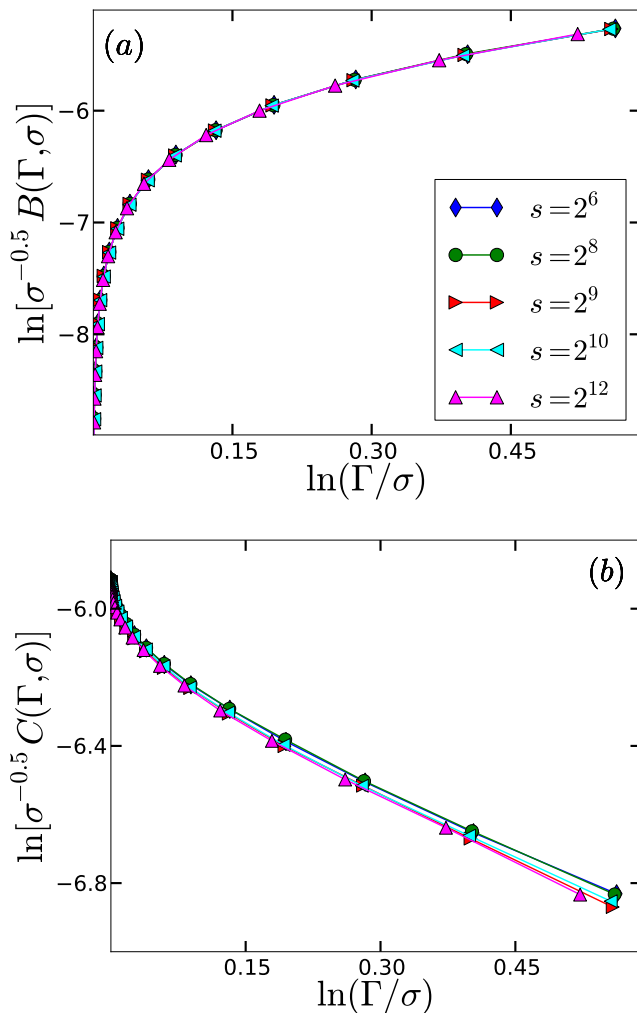 (a)
−6
−7
−8
ln[σ^{−0.5} B(Γ,σ)]
s = 2^6
s = 2^8
s = 2^9
s = 2^{10}
s = 2^{12}
0.15 0.30 0.45
ln(Γ/σ)
(b)
−6.0
−6.4
−6.8
ln[σ^{−0.5} C(Γ,σ)]
0.15 0.30 0.45
ln(Γ/σ)